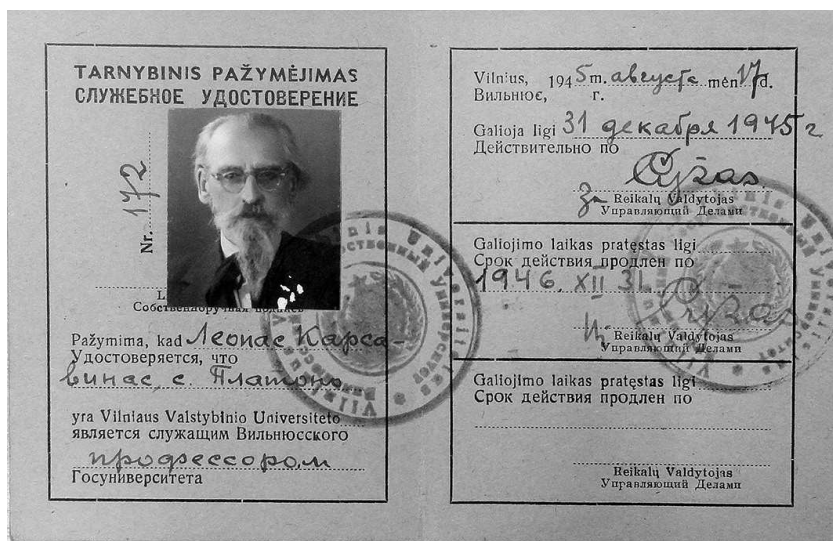 TARNYBINIS PAŽYMĖJIMAS
СЛУЖЕБНОЕ УДОСТОВЕРЕНИЕ
Nr. 172
Собственноручная подпись
Pažymima, kad Леонас Карса-
Удостоверяется, что
винас, с. Платоно
yra Vilniaus Valstybinio Universiteto
является служащим Вильнюсского
профессором
Госуниверситета
Vilnius, 1945 m. августа mėn 17 d.
Вильнюс, г.
Galioja ligi 31 декабря 1945 г
Действительно по
Ryžas
Reikalų Valdytojas
Управляющий Делами
Galiojimo laikas pratęstas ligi
Срок действия продлен по
1946. XII 31.
Ryžas
Reikalų Valdytojas
Управляющий Делами
Galiojimo laikas pratęstas ligi
Срок действия продлен по
Reikalų Valdytojas
Управляющий Делами